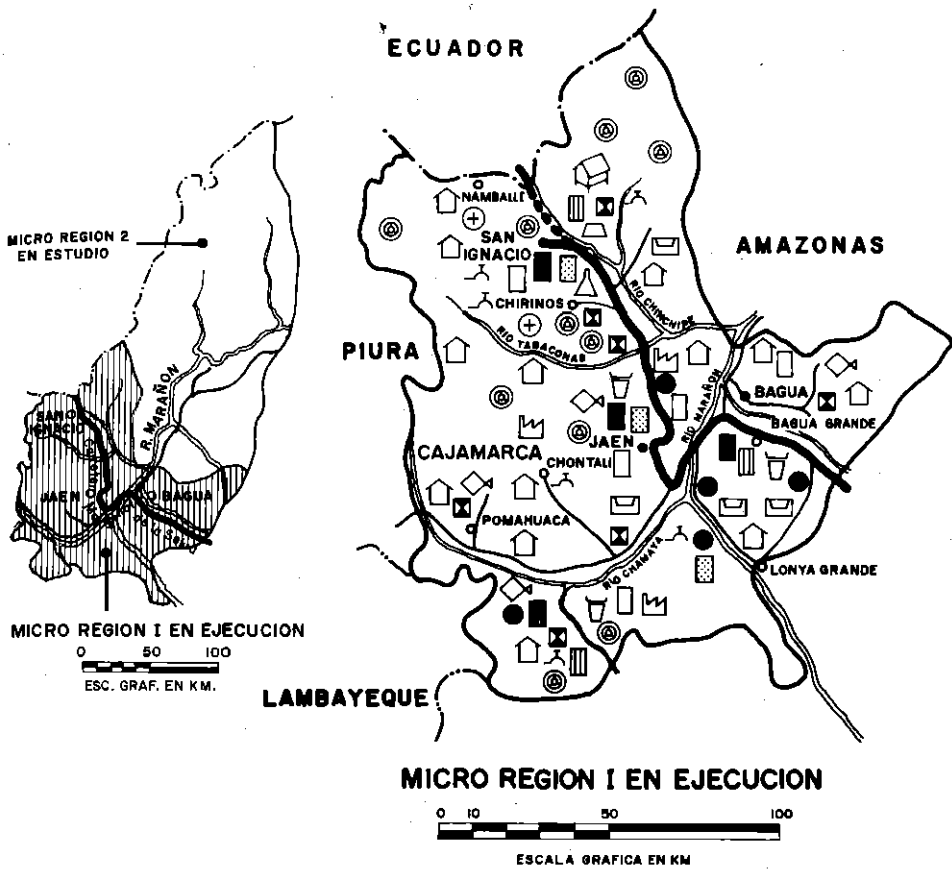 ECUADOR
MICRO REGION 2
EN ESTUDIO
R. MARAÑON
SAN
IGNACIO
JAEN
BAGUA
MICRO REGION I EN EJECUCION
0 50 100
ESC. GRAF. EN KM.
NAMBALLE
SAN
IGNACIO
CHIRINOS
RIO CHINCHIPE
RIO TABACONAS
AMAZONAS
PIURA
RIO MARAÑON
BAGUA
BAGUA GRANDE
JAEN
CAJAMARCA
CHONTALI
POMAHUACA
RIO CHAMAYA
LONYA GRANDE
LAMBAYEQUE
MICRO REGION I EN EJECUCION
0 10 50 100
ESCALA GRAFICA EN KM